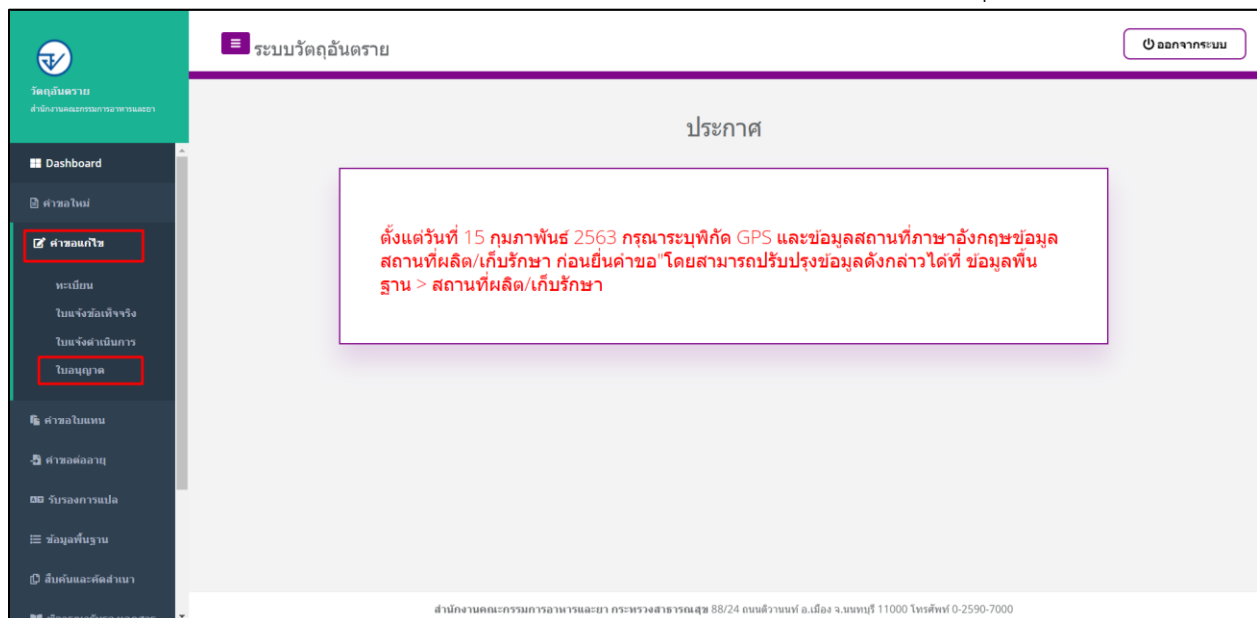 ระบบวัตถุอันตราย
ออกจากระบบ
วัตถุอันตราย
สำนักงานคณะกรรมการอาหารและยา
Dashboard
คำขอใหม่
คำขอแก้ไข
ทะเบียน
ใบแจ้งข้อเท็จจริง
ใบแจ้งดำเนินการ
ใบอนุญาต
คำขอใบแทน
คำขอต่ออายุ
รับรองการแปล
ข้อมูลพื้นฐาน
สืบค้นและคัดสำเนา
ประกาศ
ตั้งแต่วันที่ 15 กุมภาพันธ์ 2563 กรุณาระบุพิกัด GPS และข้อมูลสถานที่ภาษาอังกฤษข้อมูล
สถานที่ผลิต/เก็บรักษา ก่อนยื่นคำขอ"โดยสามารถปรับปรุงข้อมูลดังกล่าวได้ที่ ข้อมูลพื้น
ฐาน > สถานที่ผลิต/เก็บรักษา
สำนักงานคณะกรรมการอาหารและยา กระทรวงสาธารณสุข 88/24 ถนนติวานนท์ อ.เมือง จ.นนทบุรี 11000 โทรศัพท์ 0-2590-7000